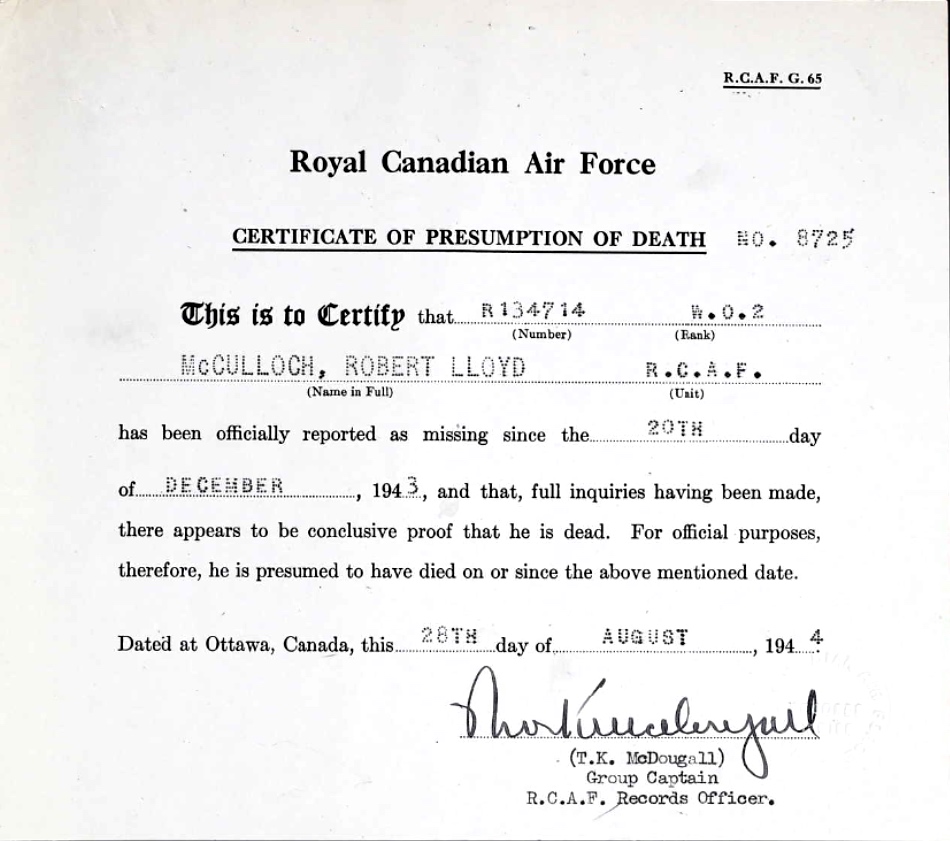 R.C.A.F. G. 65
Royal Canadian Air Force
CERTIFICATE OF PRESUMPTION OF DEATH NO. 8725
This is to Certify that R134714 W.O.2
(Number) (Rank)
McCULLOCH, ROBERT LLOYD R.C.A.F.
(Name in Full) (Unit)
has been officially reported as missing since the 20TH day
of DECEMBER, 1943, and that, full inquiries having been made,
there appears to be conclusive proof that he is dead. For official purposes,
therefore, he is presumed to have died on or since the above mentioned date.
Dated at Ottawa, Canada, this 28TH day of AUGUST, 1944
(T.K. McDougall)
Group Captain
R.C.A.F. Records Officer.